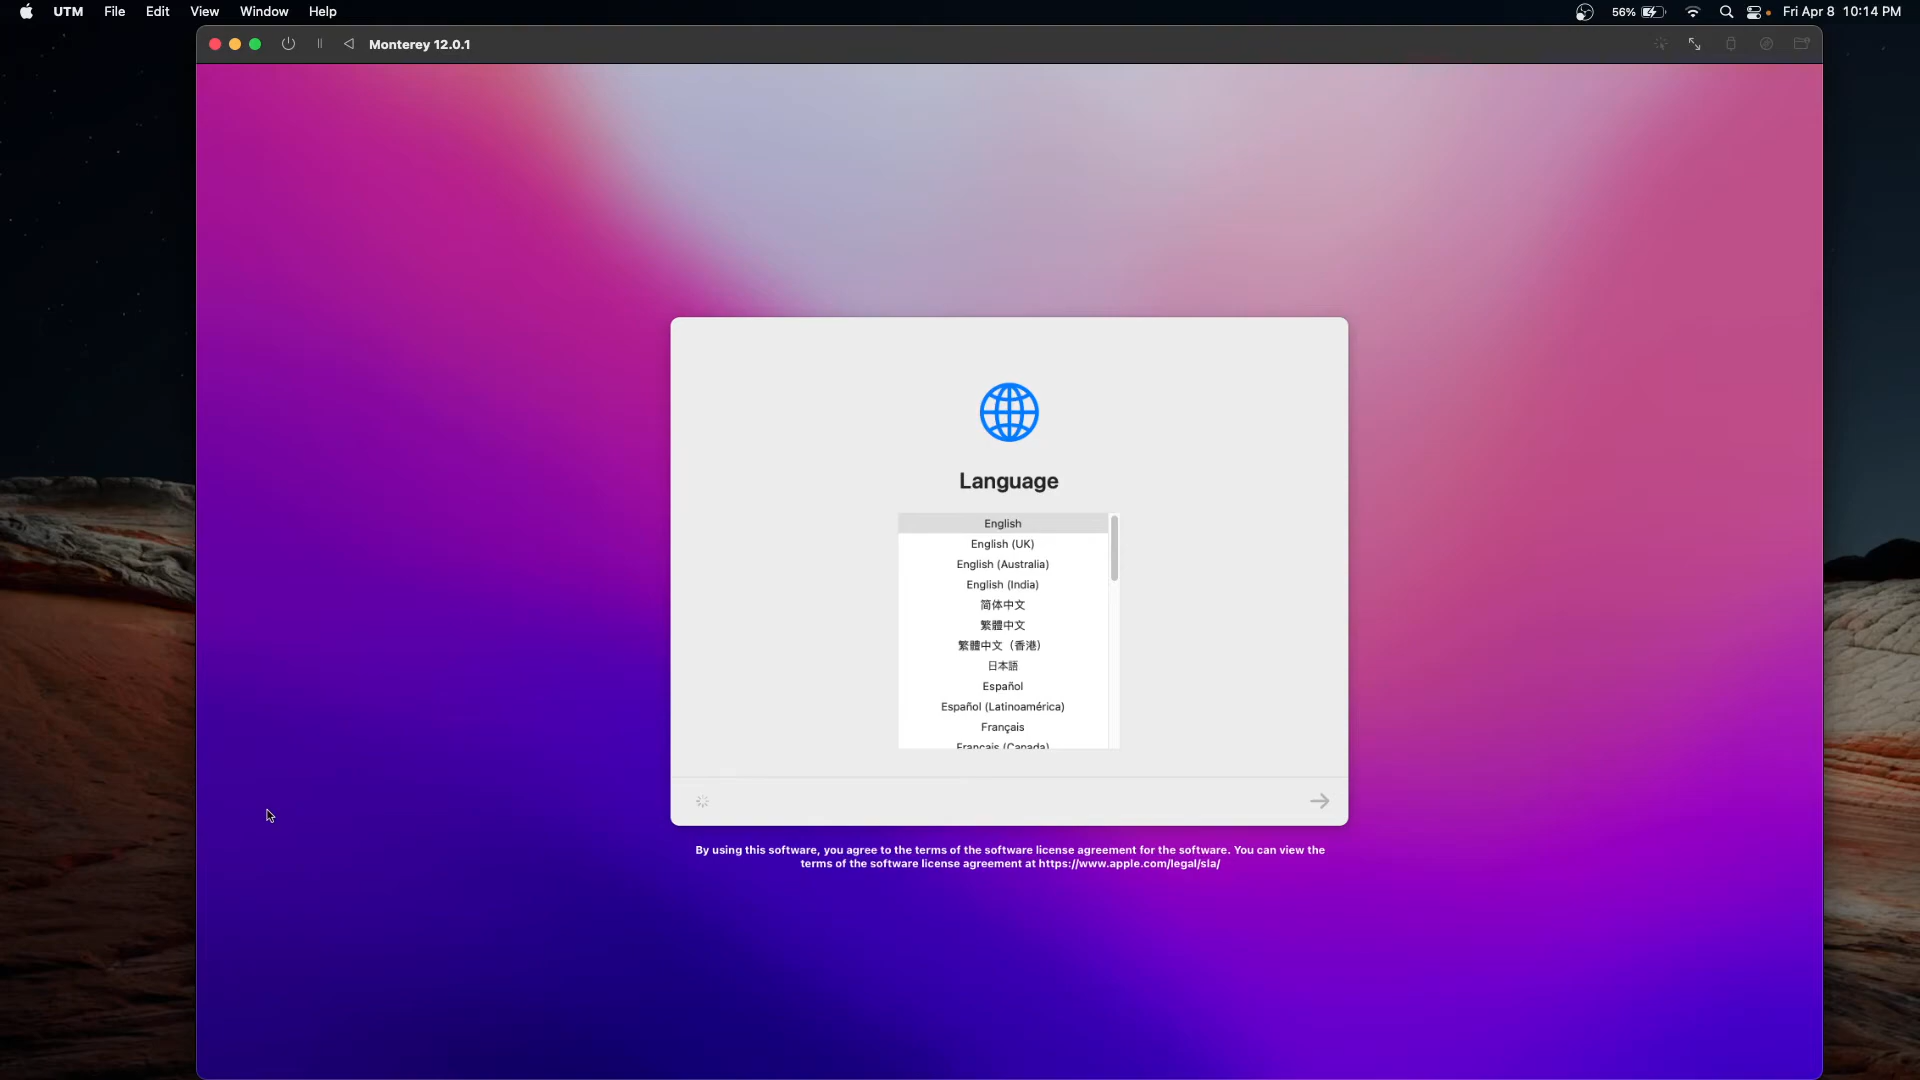 UTM File Edit View Window Help 56% Fri Apr 8 10:14 PM
Monterey 12.0.1
Language
English
English (UK)
English (Australia)
English (India)
简体中文
繁體中文
繁體中文（香港）
日本語
Español
Español (Latinoamérica)
Français
Français (Canada)
By using this software, you agree to the terms of the software license agreement for the software. You can view the
terms of the software license agreement at https://www.apple.com/legal/sla/